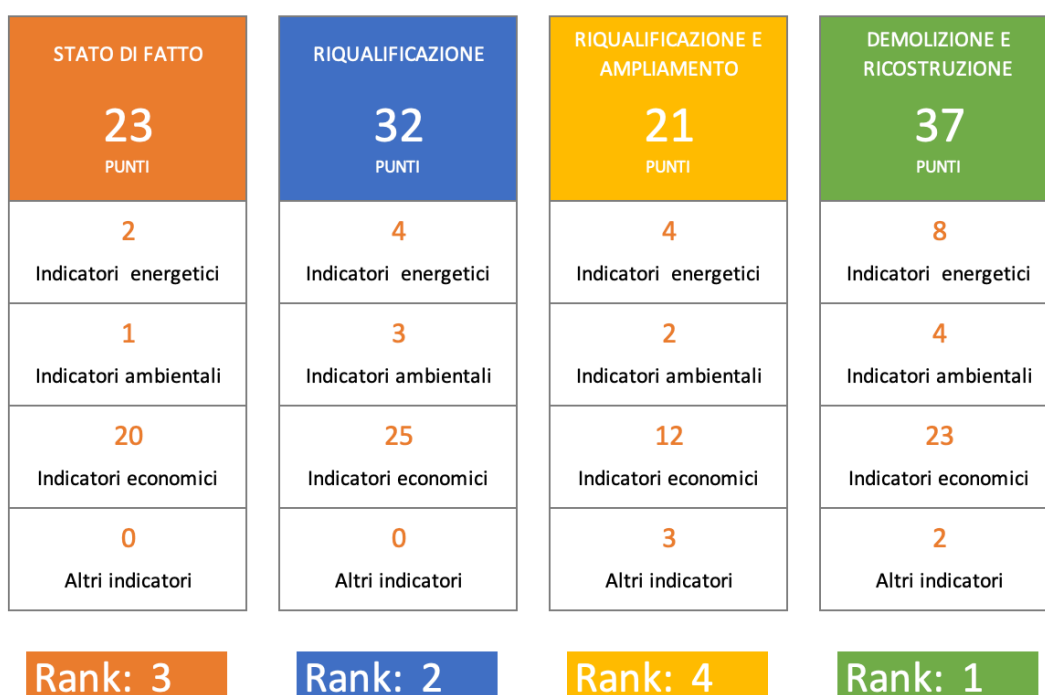 STATO DI FATTO
23
PUNTI
2
Indicatori energetici
1
Indicatori ambientali
20
Indicatori economici
0
Altri indicatori
Rank: 3
RIQUALIFICAZIONE
32
PUNTI
4
Indicatori energetici
3
Indicatori ambientali
25
Indicatori economici
0
Altri indicatori
Rank: 2
RIQUALIFICAZIONE E
AMPLIAMENTO
21
PUNTI
4
Indicatori energetici
2
Indicatori ambientali
12
Indicatori economici
3
Altri indicatori
Rank: 4
DEMOLIZIONE E
RICOSTRUZIONE
37
PUNTI
8
Indicatori energetici
4
Indicatori ambientali
23
Indicatori economici
2
Altri indicatori
Rank: 1